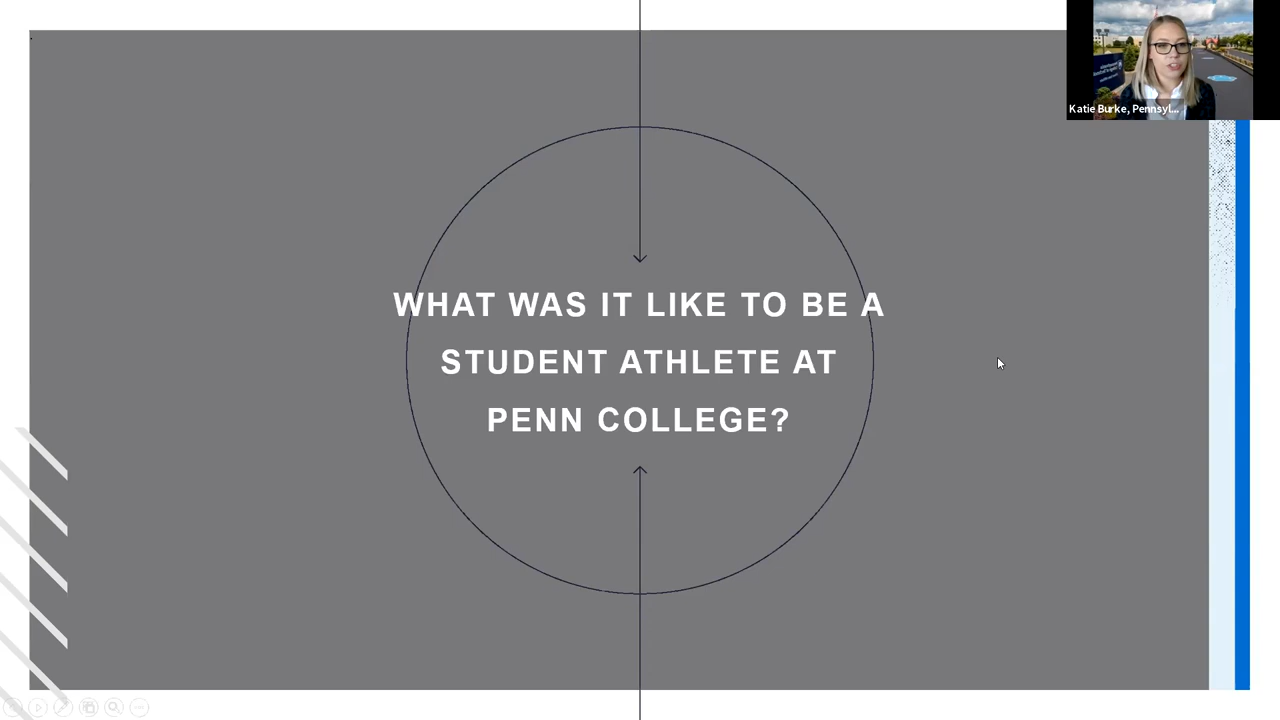 Katie Burke, Pennsyl...
WHAT WAS IT LIKE TO BE A
STUDENT ATHLETE AT
PENN COLLEGE?